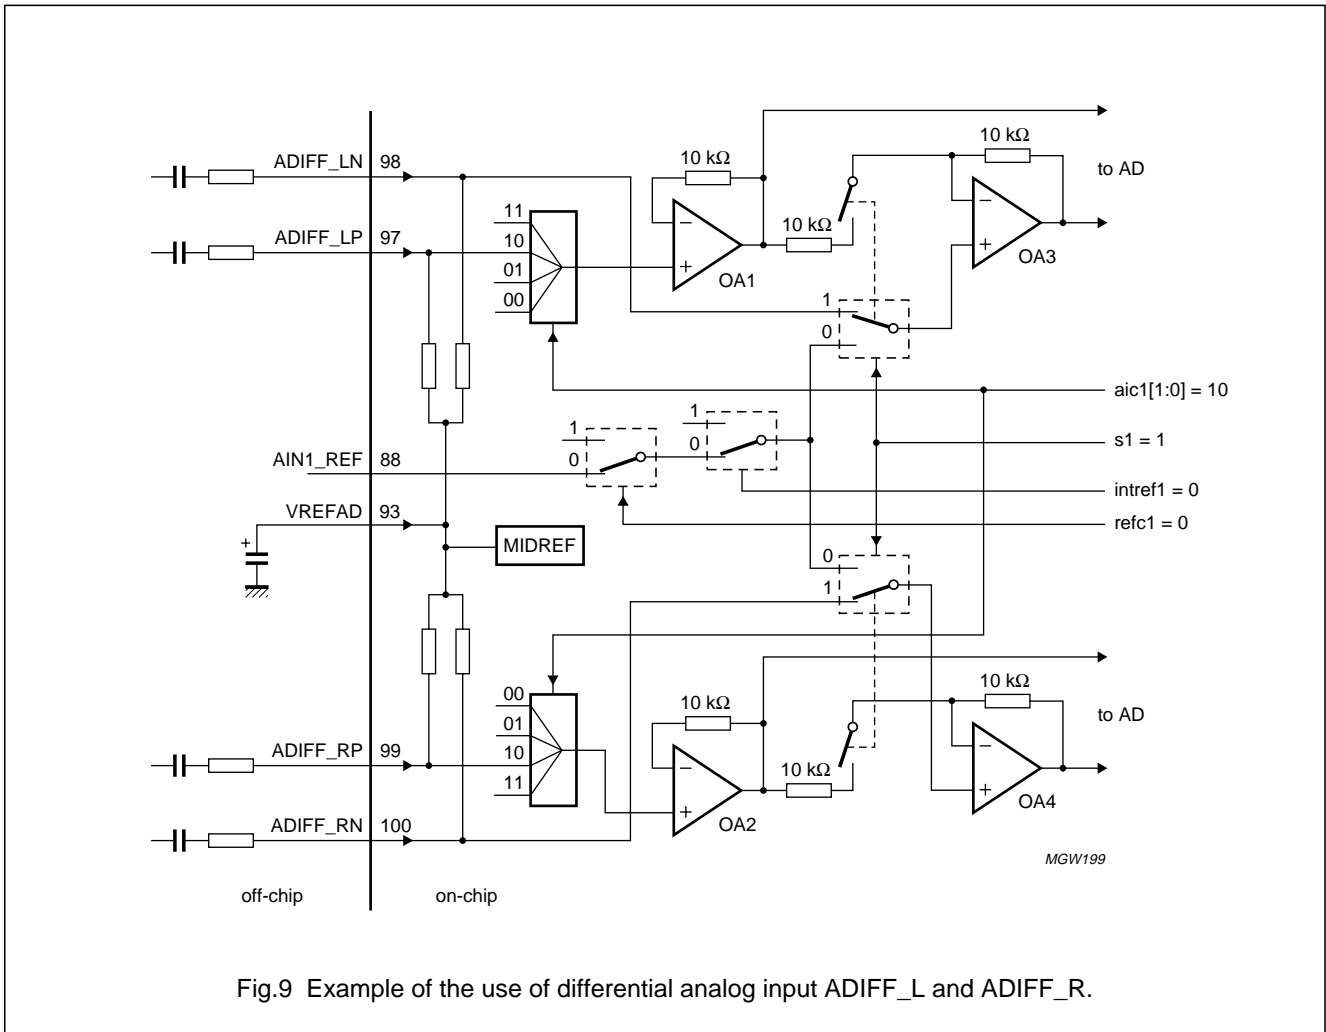 10 kΩ
10 kΩ
to AD
ADIFF_LN 98
11
−
−
10 kΩ
ADIFF_LP 97
10
+
OA3
01
+
OA1
00
1
0
aic1[1:0] = 10
1
1
0
s1 = 1
AIN1_REF 88
0
intref1 = 0
VREFAD 93
refc1 = 0
+
MIDREF
0
1
00
10 kΩ
10 kΩ
01
to AD
ADIFF_RP 99
10
−
−
10 kΩ
11
+
OA4
+
OA2
ADIFF_RN 100
MGW199
off-chip
on-chip
Fig.9 Example of the use of differential analog input ADIFF_L and ADIFF_R.